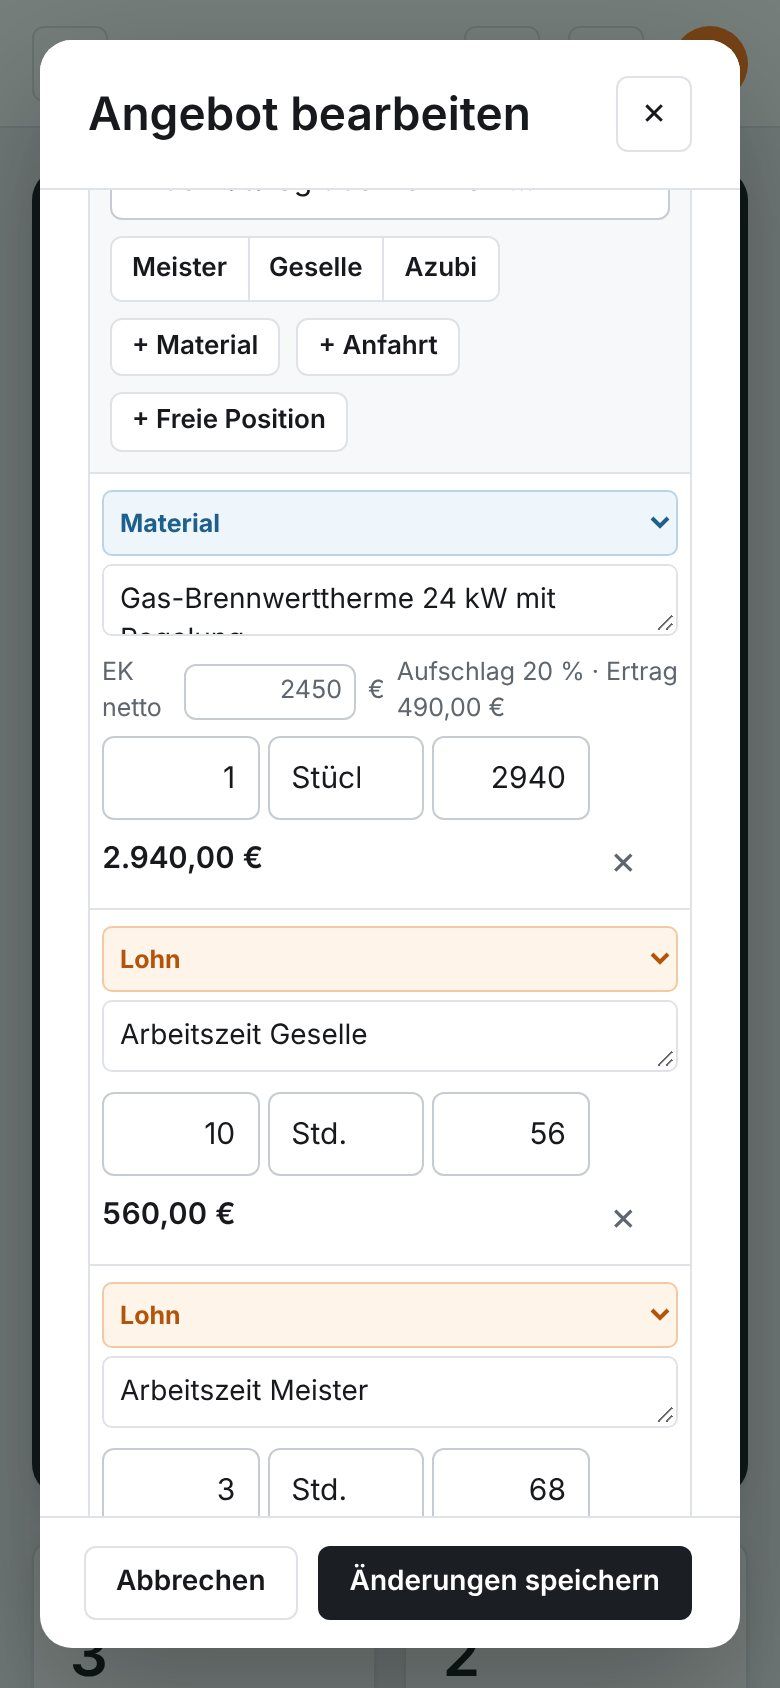 Angebot bearbeiten
×
Meister Geselle Azubi
+ Material + Anfahrt
+ Freie Position
Material
Gas-Brennwerttherme 24 kW mit
Regelung
EK netto 2450 € Aufschlag 20 % · Ertrag 490,00 €
1 Stück 2940
2.940,00 € ×
Lohn
Arbeitszeit Geselle
10 Std. 56
560,00 € ×
Lohn
Arbeitszeit Meister
3 Std. 68
Abbrechen Änderungen speichern
3 2